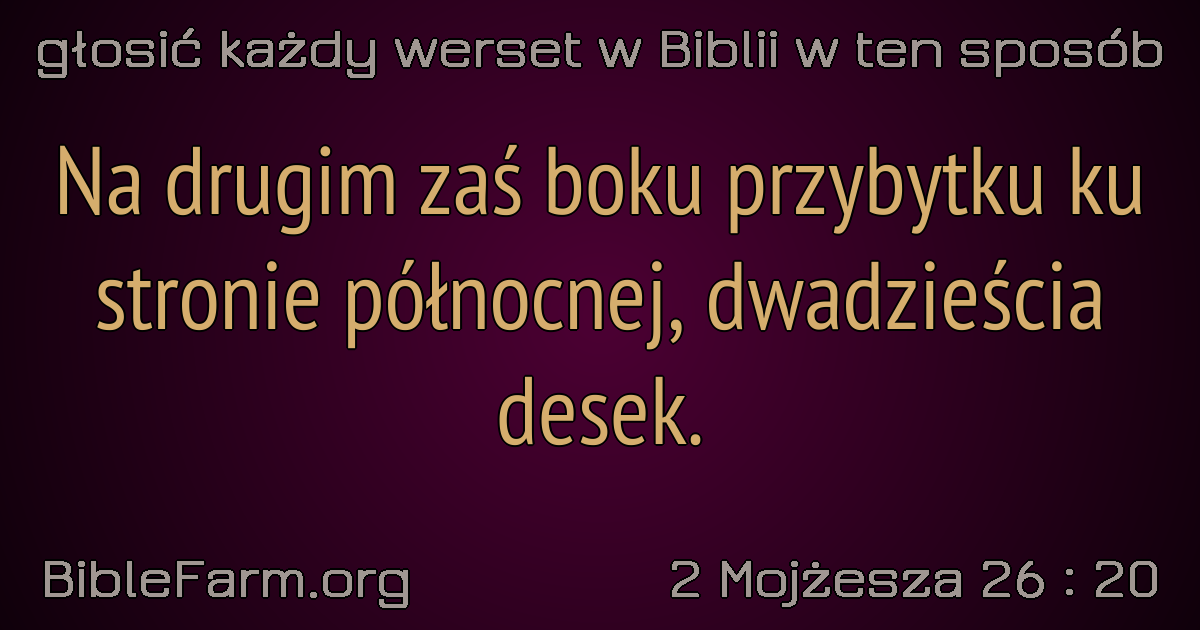 głosić każdy werset w Biblii w ten sposób
Na drugim zaś boku przybytku ku
stronie północnej, dwadzieścia
desek.
BibleFarm.org
2 Mojżesza 26 : 20